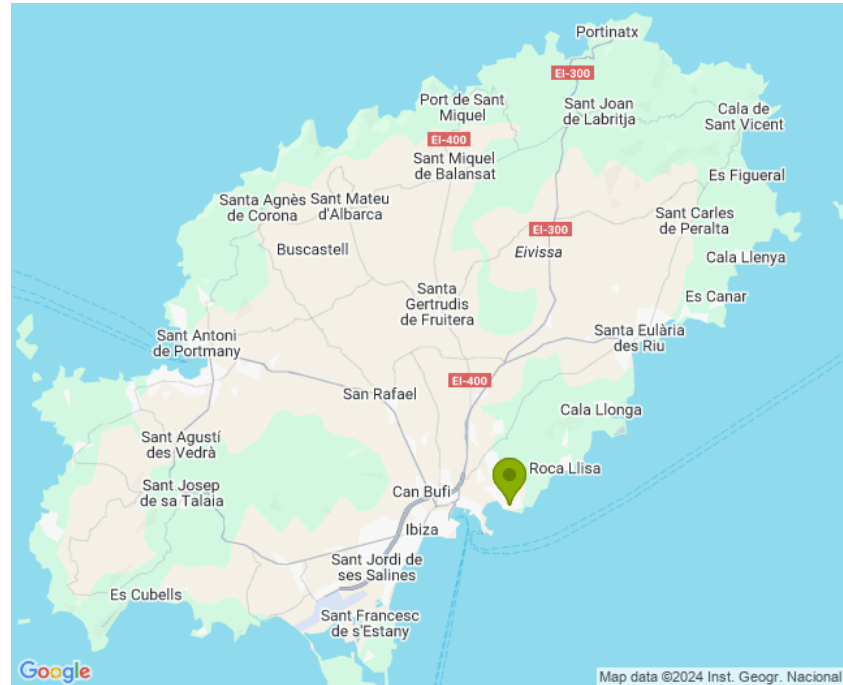 Portinatx
EI-300
Port de Sant
Miquel
Sant Joan
de Labritja
Cala de
Sant Vicent
EI-400
Sant Miquel
de Balansat
Es Figueral
Santa Agnès
de Corona
Sant Mateu
d'Albarca
Sant Carles
de Peralta
EI-300
Buscastell
Eivissa
Cala Llenya
Santa
Gertrudis
de Fruitera
Es Canar
Sant Antoni
de Portmany
Santa Eulària
des Riu
EI-400
San Rafael
Cala Llonga
Sant Agustí
des Vedrà
Roca Llisa
Sant Josep
de sa Talaia
Can Bufí
Ibiza
Sant Jordi de
ses Salines
Es Cubells
Sant Francesc
de s'Estany
Google
Map data ©2024 Inst. Geogr. Nacional